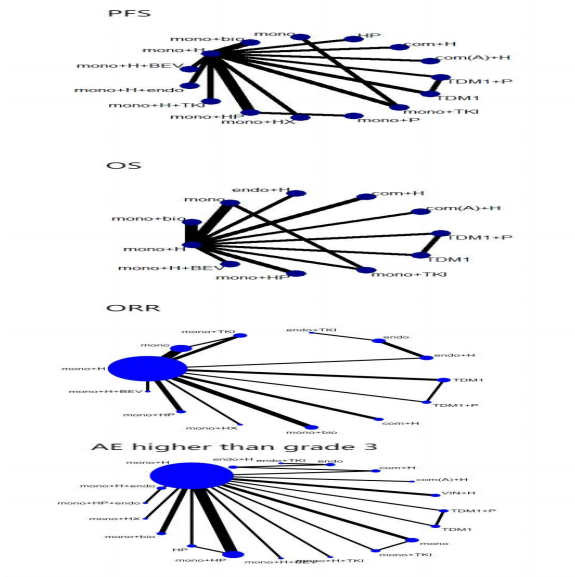 PFS
mono+bio
mono
HP
mono+H
com+H
com(A)+H
mono+H+BEV
TDM1+P
mono+H+endo
TDM1
mono+H+TKI
mono+TKI
mono+HP
mono+P
mono+HX
OS
endo+H
mono
com+H
com(A)+H
mono+bio
TDM1+P
mono+H
TDM1
mono+H+BEV
mono+TKI
mono+HP
ORR
mono+TKI
endo+TKI
endo
mono
endo+H
mono+H
TDM1
mono+H+BEV
TDM1+P
mono+HP
com+H
mono+HX
mono+bio
AE higher than grade 3
mono+H
endo+H
endo+TKI
endo
com+H
com(A)+H
mono+H+endo
VIN+H
mono+HP+endo
TDM1+P
mono+HX
TDM1
mono+bio
mono
HP
mono+TKI
mono+HP
mono+H+BEV
mono+H+TKI